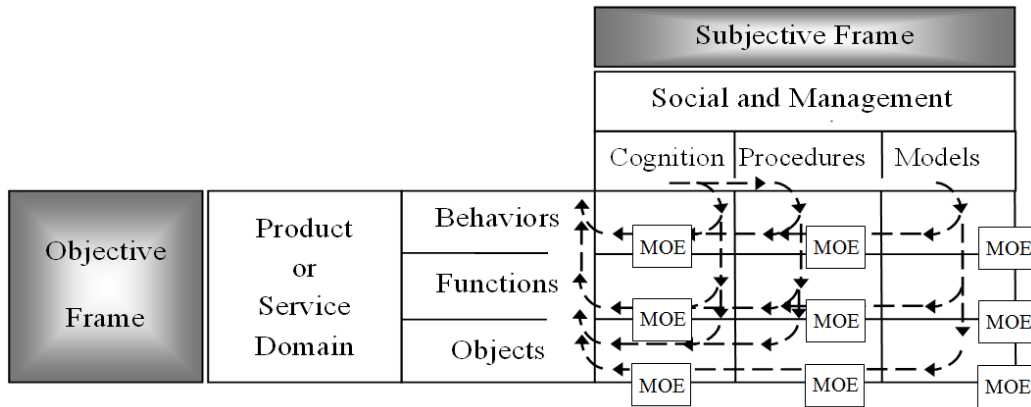 Subjective Frame
Social and Management
Cognition Procedures Models
Objective
Frame
Product
or
Service
Domain
Behaviors
Functions
Objects
MOE MOE MOE
MOE MOE MOE
MOE MOE MOE